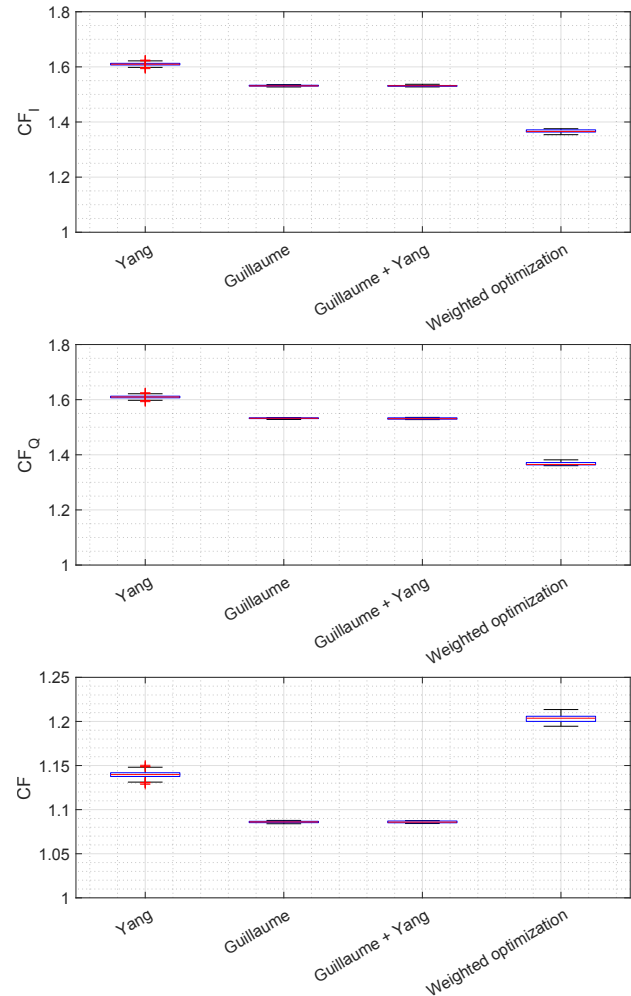 1.8
1.6
1.4
1.2
1
CF_I
Yang
Guillaume
Guillaume + Yang
Weighted optimization
1.8
1.6
1.4
1.2
1
CF_Q
Yang
Guillaume
Guillaume + Yang
Weighted optimization
1.25
1.2
1.15
1.1
1.05
1
CF
Yang
Guillaume
Guillaume + Yang
Weighted optimization